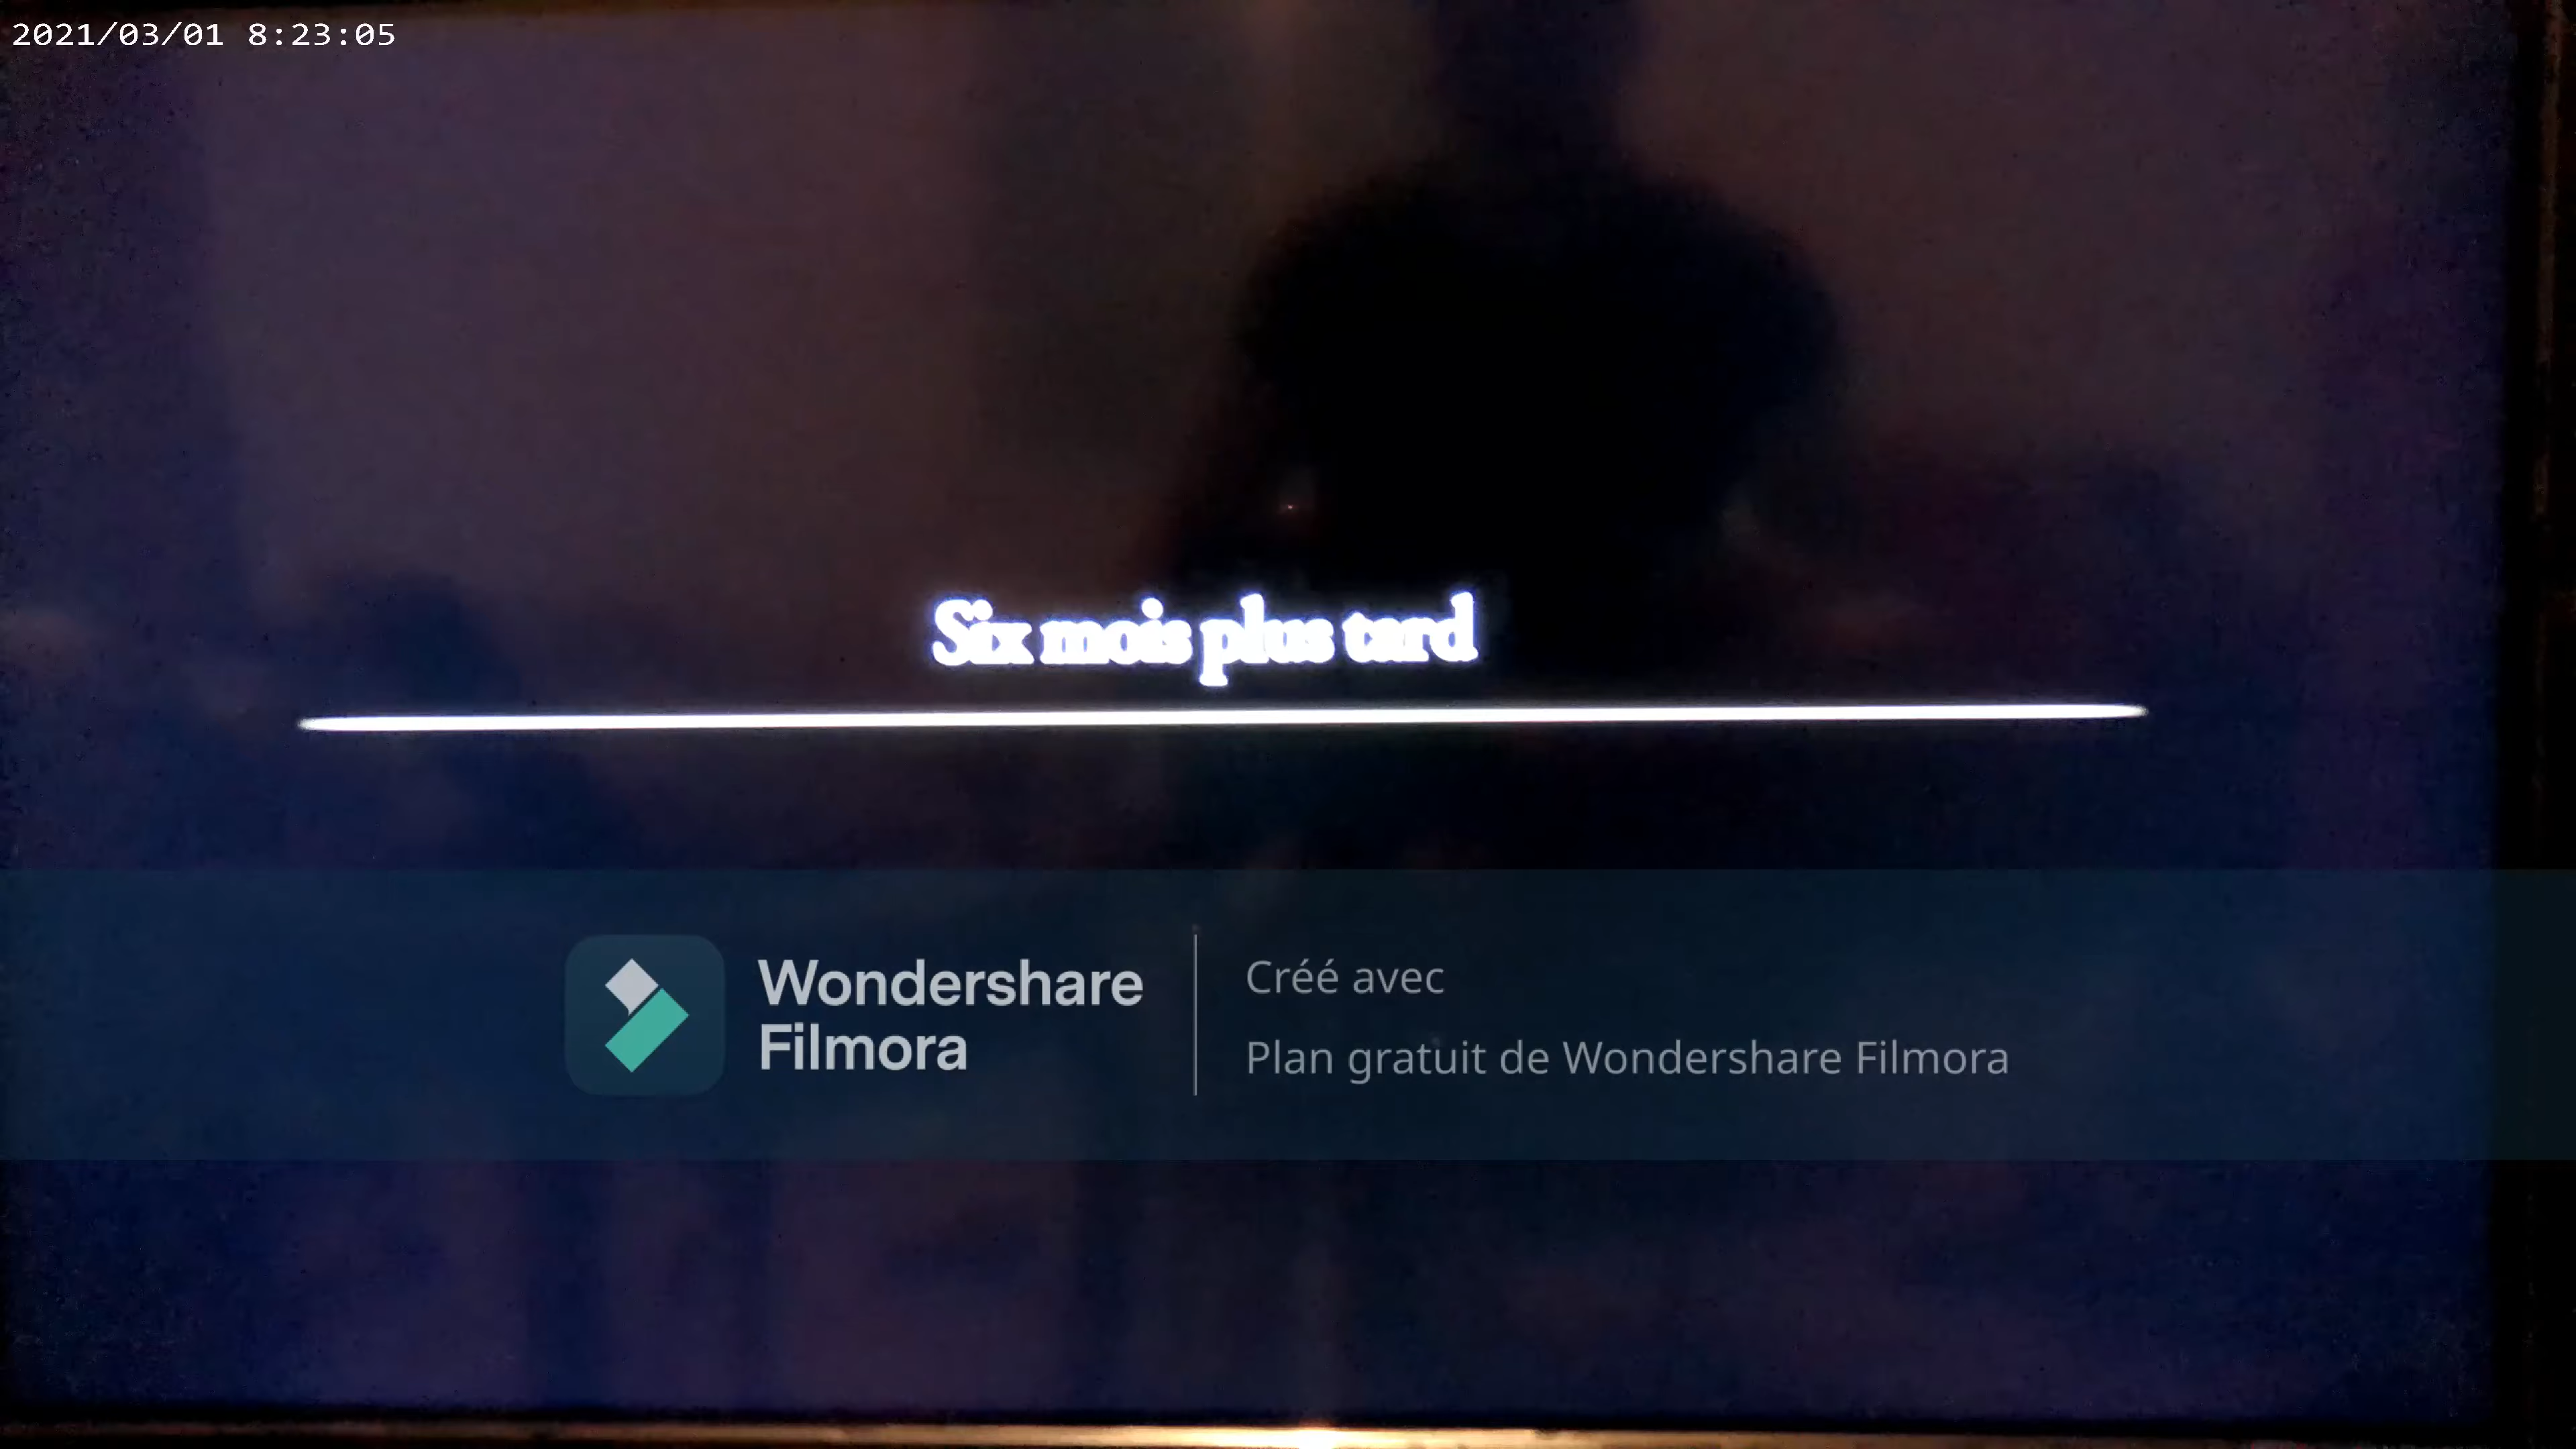 2021/03/01 8:23:05
Six mois plus tard
Wondershare
Filmora
Créé avec
Plan gratuit de Wondershare Filmora